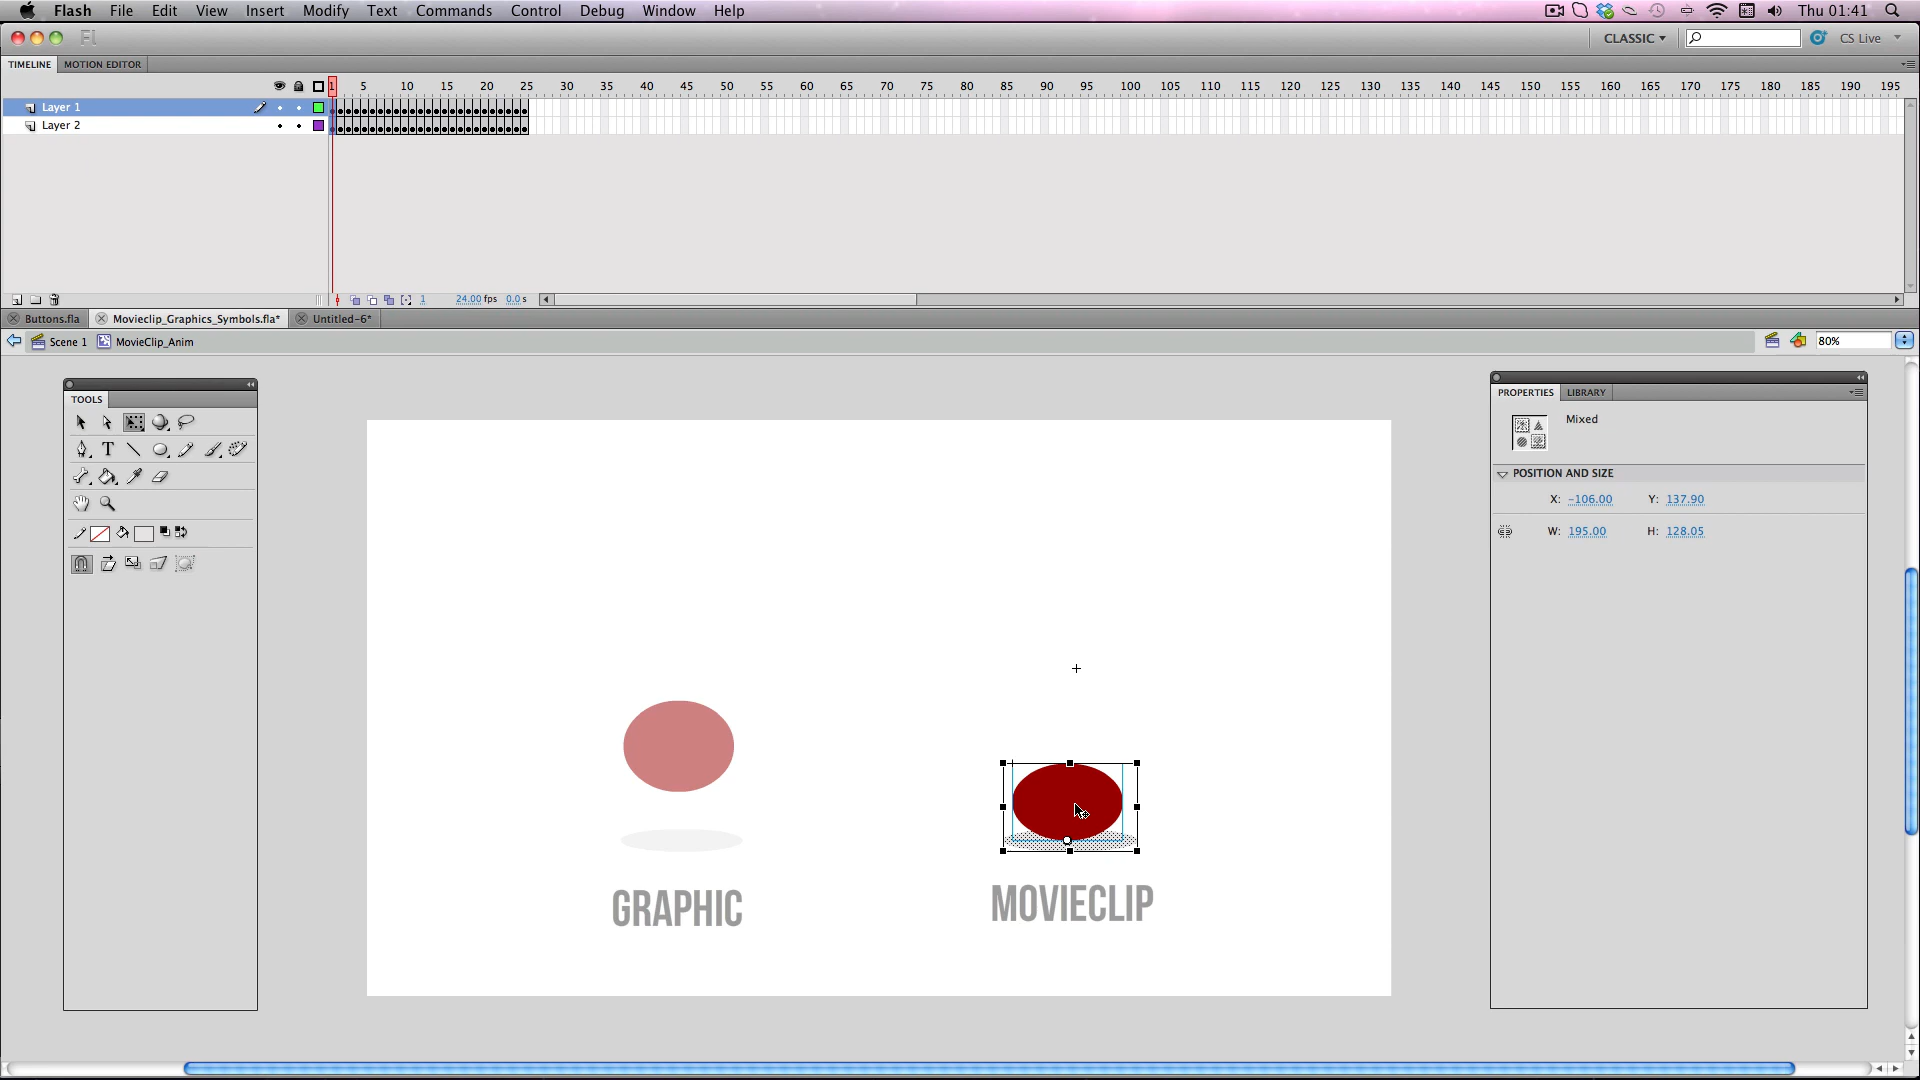 Flash File Edit View Insert Modify Text Commands Control Debug Window Help Thu 01:41
Fl CLASSIC CS Live
TIMELINE MOTION EDITOR
1 5 10 15 20 25 30 35 40 45 50 55 60 65 70 75 80 85 90 95 100 105 110 115 120 125 130 135 140 145 150 155 160 165 170 175 180 185 190 195
Layer 1
Layer 2
1 24.00 fps 0.0 s
Buttons.fla Movieclip_Graphics_Symbols.fla* Untitled-6*
Scene 1 MovieClip_Anim 80%
TOOLS
T
PROPERTIES LIBRARY
Mixed
POSITION AND SIZE
X: -106.00 Y: 137.90
W: 195.00 H: 128.05
GRAPHIC
MOVIECLIP